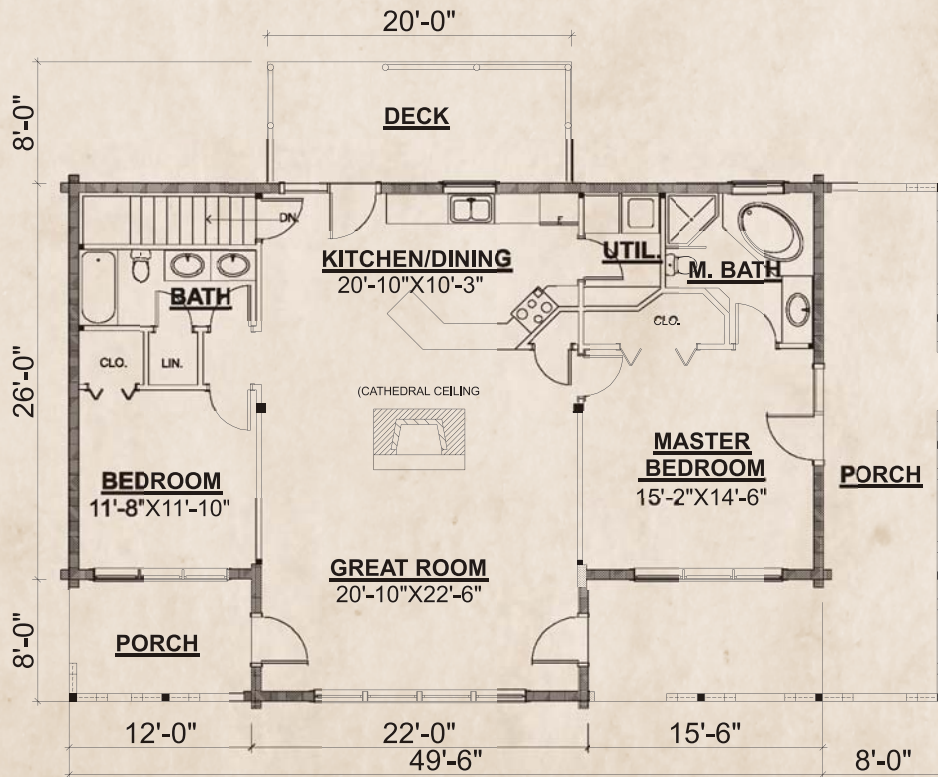 20'-0"
8'-0"
DECK
DN
F
KITCHEN/DINING
20'-10"X10'-3"
UTIL.
M. BATH
BATH
CLO.
CLO.
LIN.
26'-0"
(CATHEDRAL CEILING
MASTER
BEDROOM
15'-2"X14'-6"
PORCH
BEDROOM
11'-8"X11'-10"
GREAT ROOM
20'-10"X22'-6"
8'-0"
PORCH
12'-0"
22'-0"
15'-6"
49'-6"
8'-0"